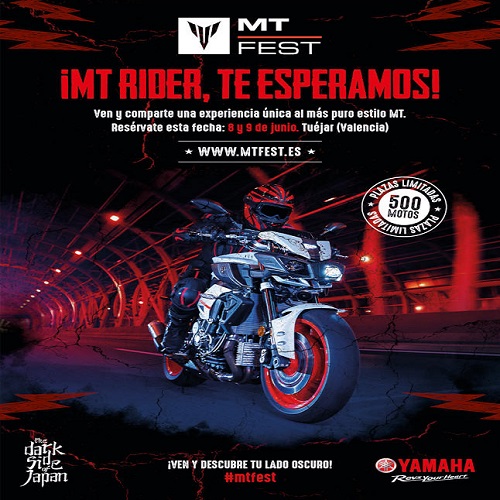 MT
FEST
¡MT RIDER, TE ESPERAMOS!
Ven y comparte una experiencia única al más puro estilo MT.
Resérvate esta fecha: 8 y 9 de junio. Tuéjar (Valencia)
★ WWW.MTFEST.ES ★
PLAZAS LIMITADAS
500
MOTOS
PLAZAS LIMITADAS
the
dark
side of
Japan
¡VEN Y DESCUBRE TU LADO OSCURO!
#mtfest
YAMAHA
Revs Your Heart